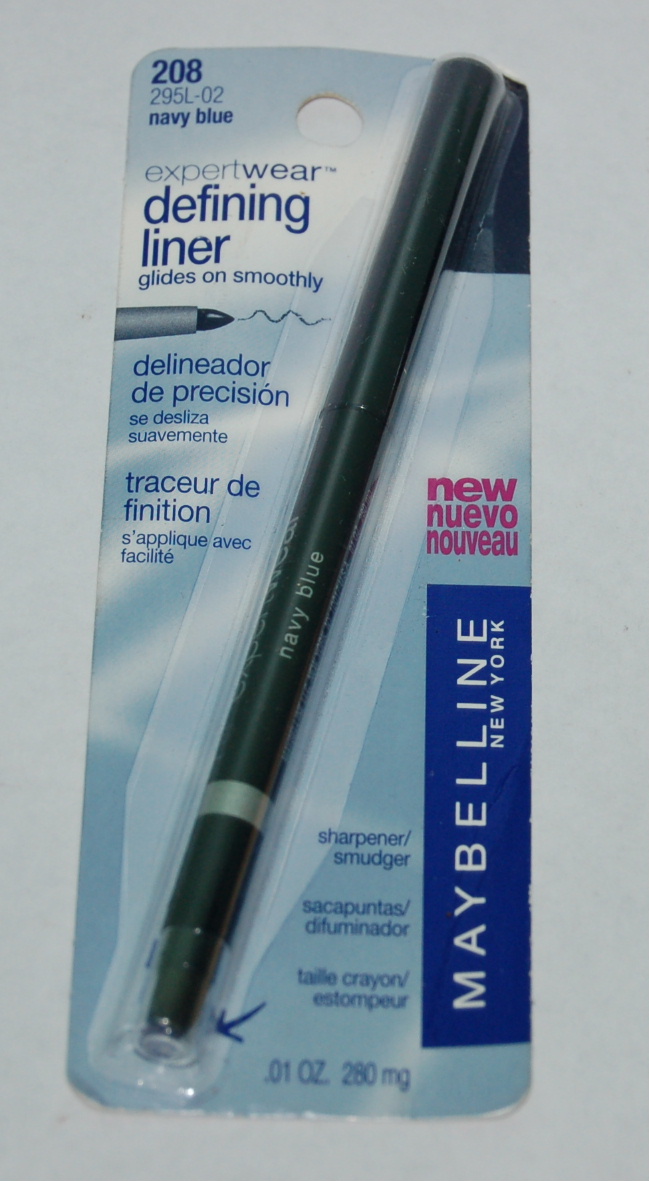 208
295L-02
navy blue
expertwear™
defining
liner
glides on smoothly
delineador
de precisión
se desliza
suavemente
traceur de
finition
s'applique avec
facilité
expertwear
navy blue
new
nuevo
nouveau
MAYBELLINE
NEW YORK
sharpener/
smudger
sacapuntas/
difuminador
taille crayon/
estompeur
.01 OZ. 280 mg